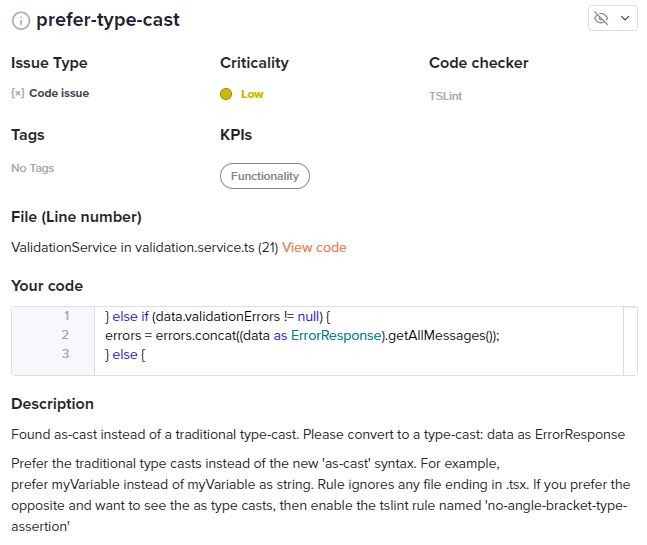 prefer-type-cast
Issue Type
Criticality
Code checker
{×} Code issue
Low
TSLint
Tags
KPIs
No Tags
Functionality
File (Line number)
ValidationService in validation.service.ts (21) View code
Your code
1 } else if (data.validationErrors != null) {
2 errors = errors.concat((data as ErrorResponse).getAllMessages());
3 } else {
Description
Found as-cast instead of a traditional type-cast. Please convert to a type-cast: data as ErrorResponse
Prefer the traditional type casts instead of the new 'as-cast' syntax. For example,
prefer myVariable instead of myVariable as string. Rule ignores any file ending in .tsx. If you prefer the
opposite and want to see the as type casts, then enable the tslint rule named 'no-angle-bracket-type-
assertion'